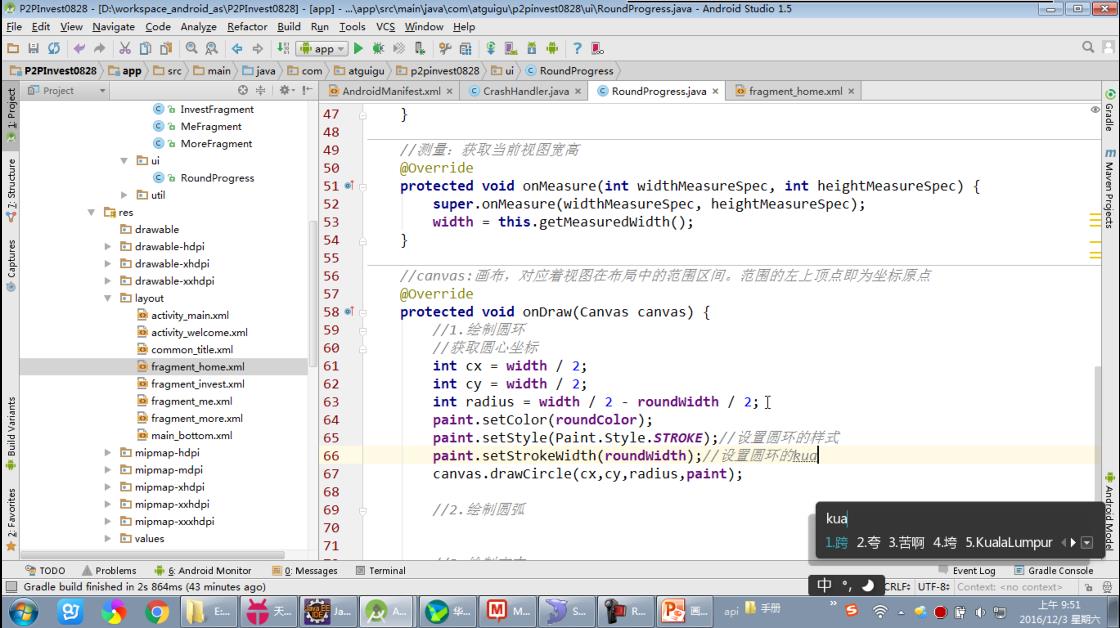 P2PInvest0828 - [D:\workspace_android_as\P2PInvest0828] - [app] - ...\app\src\main\java\com\atguigu\p2pinvest0828\ui\RoundProgress.java - Android Studio 1.5
File Edit View Navigate Code Analyze Refactor Build Run Tools VCS Window Help
app
P2PInvest0828 app src main java com atguigu p2pinvest0828 ui RoundProgress
Project
AndroidManifest.xml CrashHandler.java RoundProgress.java fragment_home.xml
1: Project
7: Structure
Captures
Build Variants
2: Favorites
InvestFragment
MeFragment
MoreFragment
ui
RoundProgress
util
res
drawable
drawable-hdpi
drawable-xhdpi
drawable-xxhdpi
layout
activity_main.xml
activity_welcome.xml
common_title.xml
fragment_home.xml
fragment_invest.xml
fragment_me.xml
fragment_more.xml
main_bottom.xml
mipmap-hdpi
mipmap-mdpi
mipmap-xhdpi
mipmap-xxhdpi
mipmap-xxxhdpi
values
47 }
48
49 //测量：获取当前视图宽高
50 @Override
51 protected void onMeasure(int widthMeasureSpec, int heightMeasureSpec) {
52 super.onMeasure(widthMeasureSpec, heightMeasureSpec);
53 width = this.getMeasuredWidth();
54 }
55
56 //canvas:画布，对应着视图在布局中的范围区间。范围的左上顶点即为坐标原点
57 @Override
58 protected void onDraw(Canvas canvas) {
59 //1.绘制圆环
60 //获取圆心坐标
61 int cx = width / 2;
62 int cy = width / 2;
63 int radius = width / 2 - roundWidth / 2;
64 paint.setColor(roundColor);
65 paint.setStyle(Paint.Style.STROKE);//设置圆环的样式
66 paint.setStrokeWidth(roundWidth);//设置圆环的kua
67 canvas.drawCircle(cx,cy,radius,paint);
68
69 //2.绘制圆弧
70
71
Gradle
Maven Projects
Android Model
kua
1.跨 2.夸 3.苦啊 4.垮 5.KualaLumpur
中 °,
TODO Problems 6: Android Monitor 0: Messages Terminal Event Log Gradle Console
Gradle build finished in 2s 864ms (43 minutes ago)
CRLF÷ UTF-8÷ Context: <no context>
E:... 天... Ja... A... 华... M... S... R... 画... api 手册
上午 9:51
2016/12/3 星期六